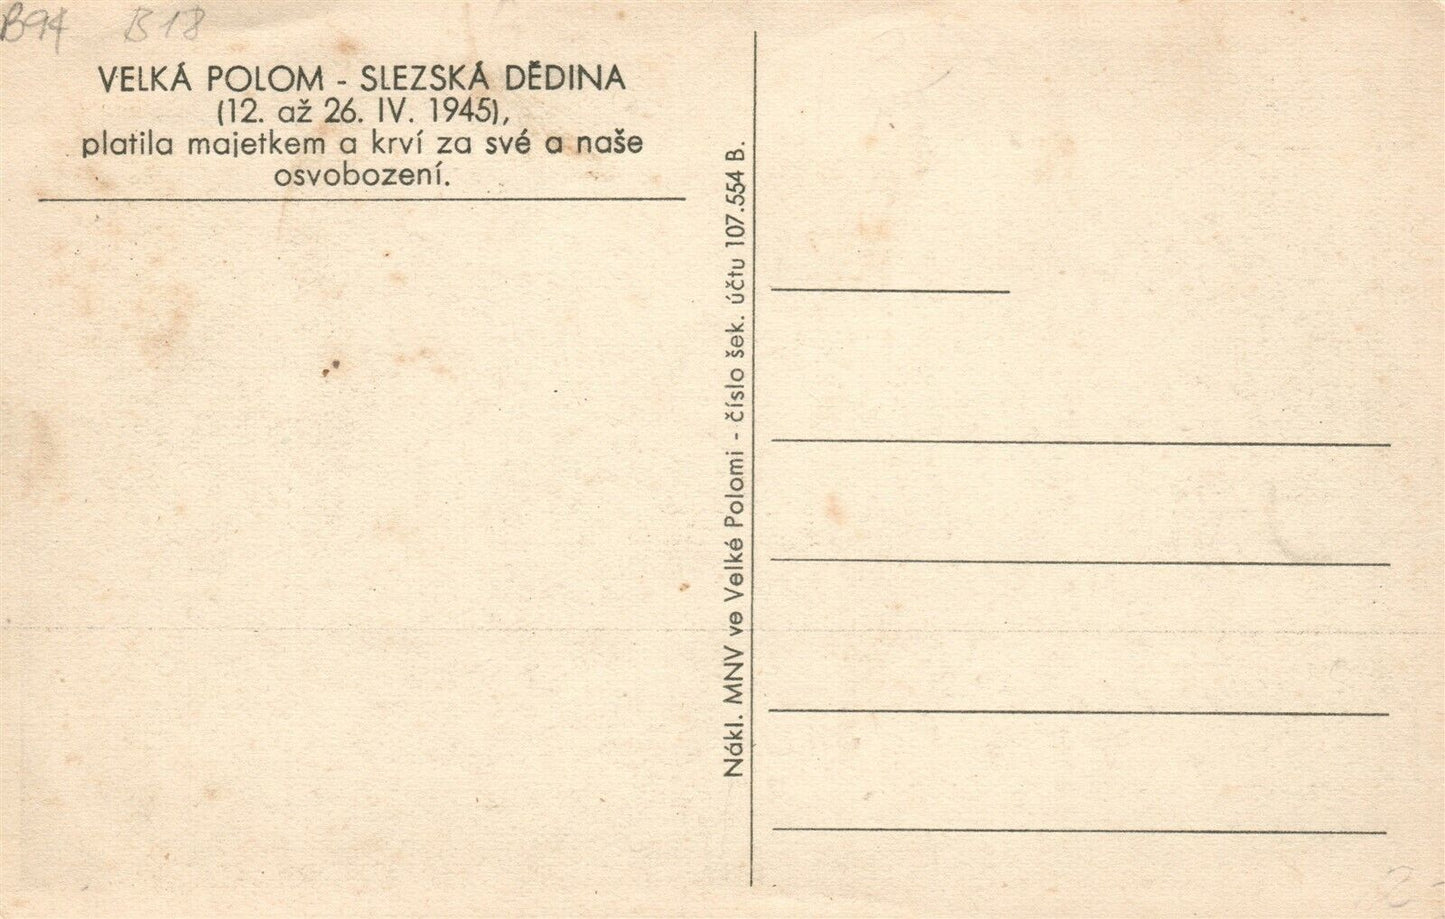 B94 B18
VELKÁ POLOM - SLEZSKÁ DĚDINA
(12. až 26. IV. 1945),
platila majetkem a krví za své a naše
osvobození.
Nákl. MNV ve Velké Polomi - číslo šek. účtu 107.554 B.